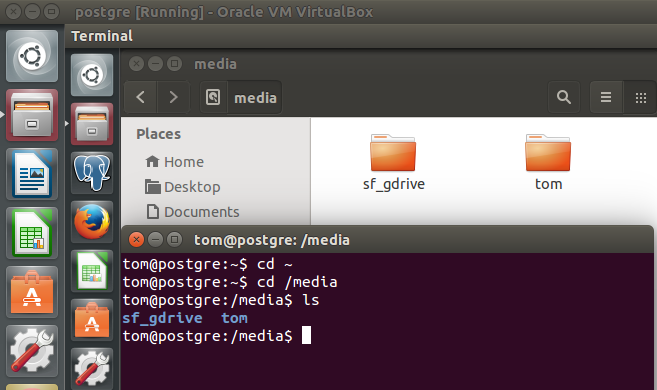 postgre [Running] - Oracle VM VirtualBox
Terminal
media
media
Places
Home
Desktop
Documents
sf_gdrive
tom
tom@postgre: /media
tom@postgre:~$ cd ~
tom@postgre:~$ cd /media
tom@postgre:/media$ ls
sf_gdrive  tom
tom@postgre:/media$